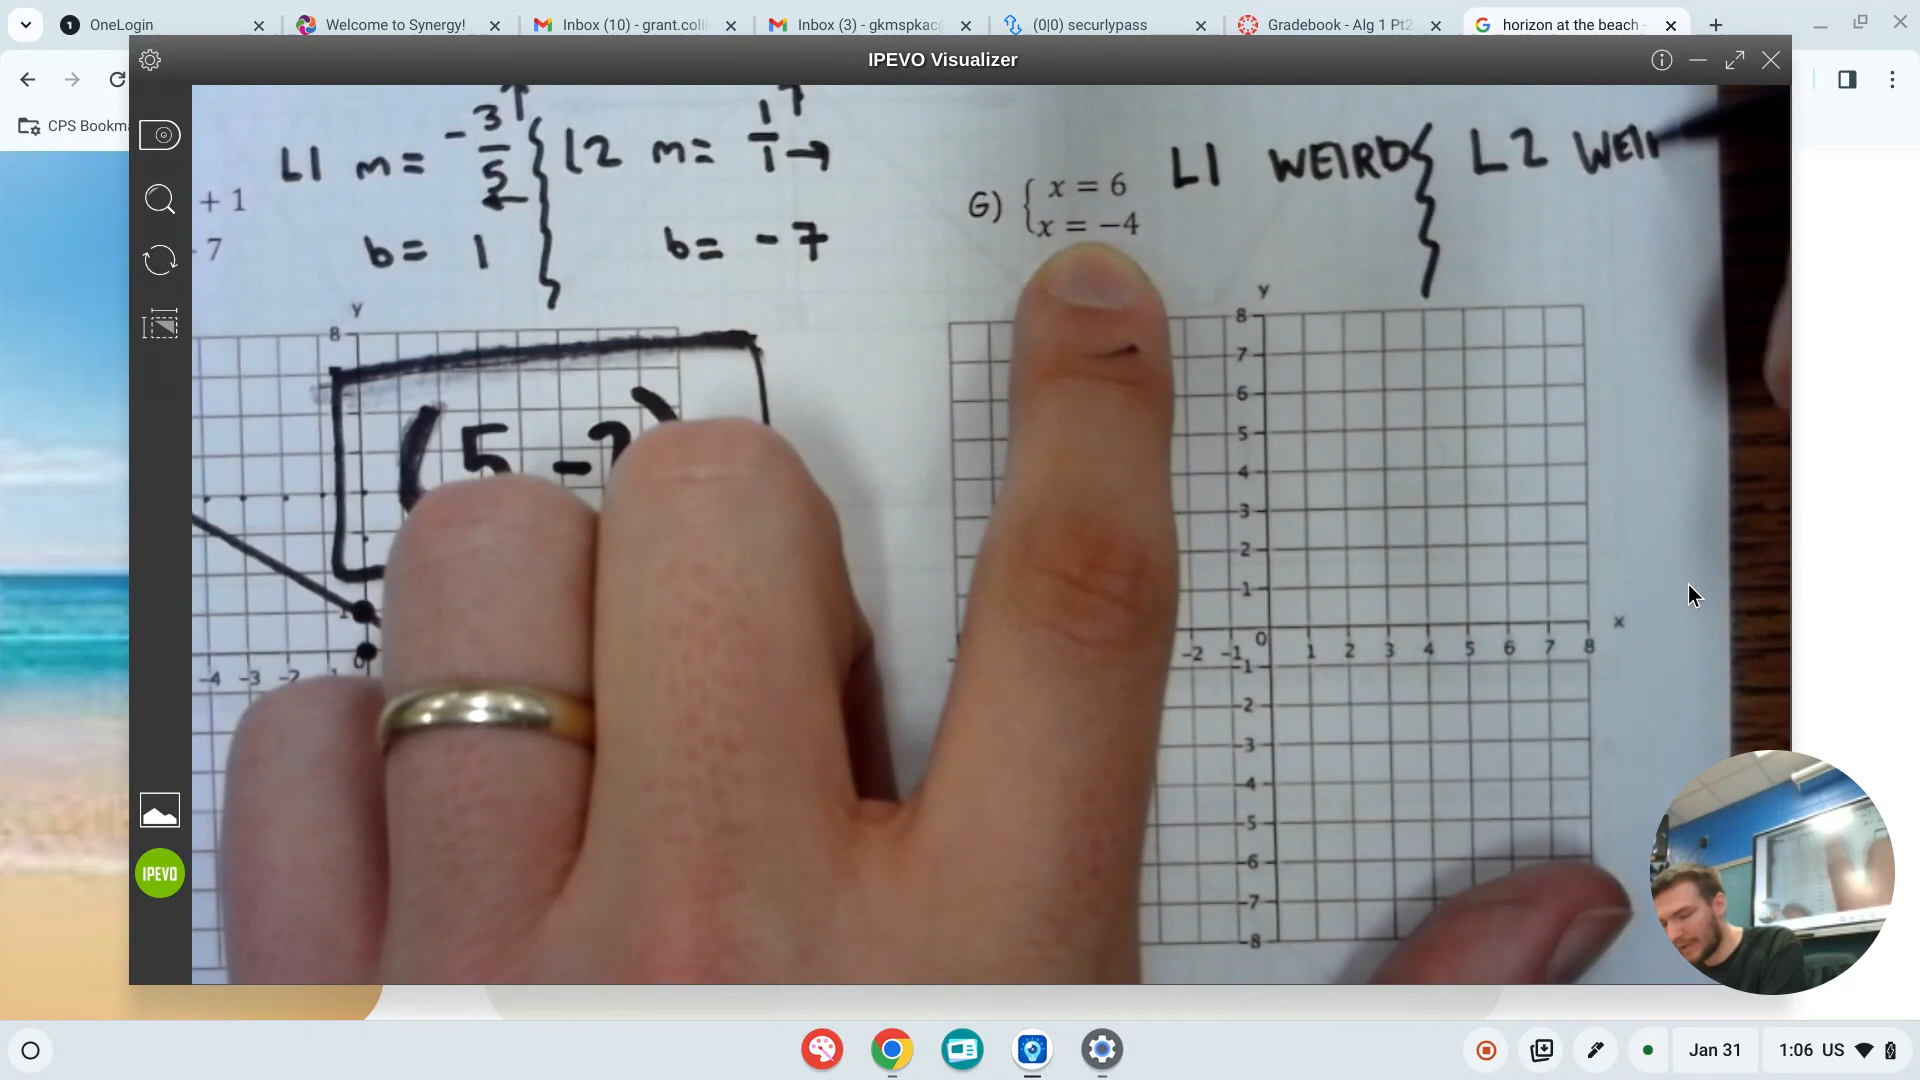 OneLogin
Welcome to Synergy!
Inbox (10) - grant.colli
Inbox (3) - gkmspkac
(0|0) securlypass
Gradebook - Alg 1 Pt2
horizon at the beach -
IPEVO Visualizer
CPS Bookma
+ 1
- 7
L1 m = -3/5
L2 m = 1/1
b = 1
b = -7
G) { x = 6
x = -4
L1 WEIRD
L2 WEI
y
8
(5 -
-4 -3 -2
0
y
8
7
6
5
4
3
2
1
-2 -1 0 1 2 3 4 5 6 7 8 x
-1
-2
-3
-4
-5
-6
-7
-8
IPEVO
Jan 31
1:06 US